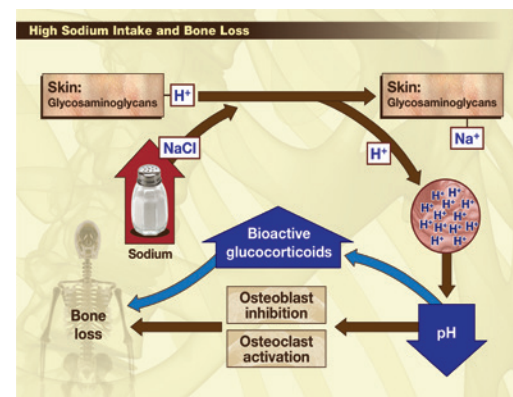 High Sodium Intake and Bone Loss
Skin:
Glycosaminoglycans
H⁺
Skin:
Glycosaminoglycans
NaCl
H⁺
Na⁺
H⁺ H⁺
H⁺ H⁺ H⁺
H⁺ H⁺ H⁺
H⁺ H⁺ H⁺
H⁺ H⁺
Sodium
Bioactive
glucocorticoids
Bone
loss
Osteoblast
inhibition
Osteoclast
activation
pH